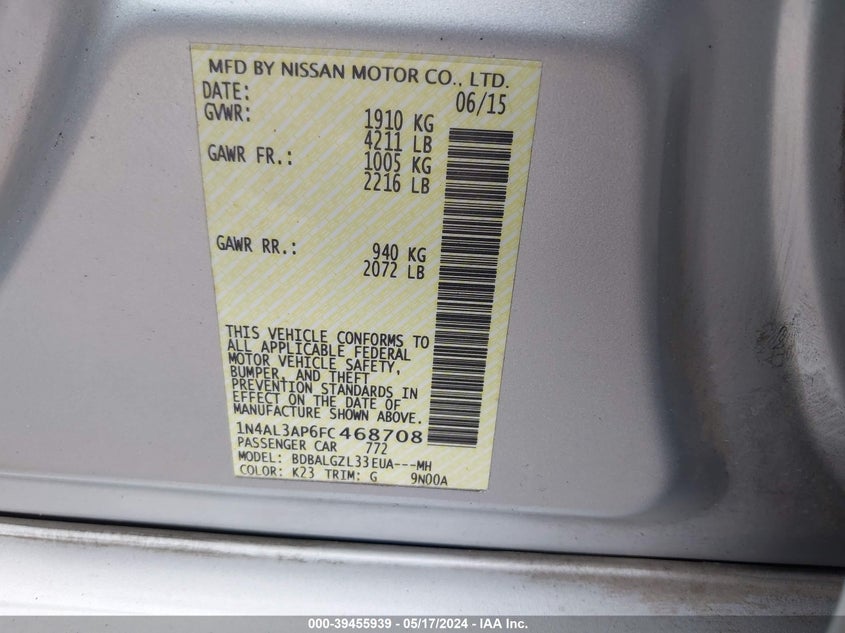 MFD BY NISSAN MOTOR CO., LTD.
DATE: 06/15
GVWR: 1910 KG
4211 LB
GAWR FR.: 1005 KG
2216 LB
GAWR RR.: 940 KG
2072 LB
THIS VEHICLE CONFORMS TO
ALL APPLICABLE FEDERAL
MOTOR VEHICLE SAFETY,
BUMPER, AND THEFT
PREVENTION STANDARDS IN
EFFECT ON THE DATE OF
MANUFACTURE SHOWN ABOVE.
1N4AL3AP6FC468708
PASSENGER CAR 772
MODEL: BDBALGZL33EUA---MH
COLOR: K23 TRIM: G 9N00A
000-39455939 - 05/17/2024 - IAA Inc.